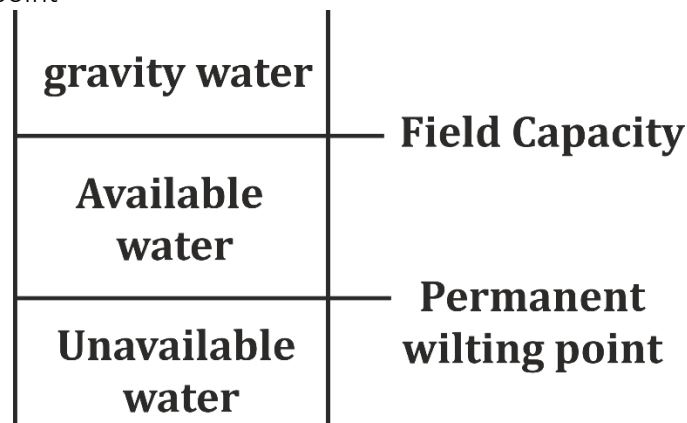 gravity water
Field Capacity
Available
water
Permanent
wilting point
Unavailable
water